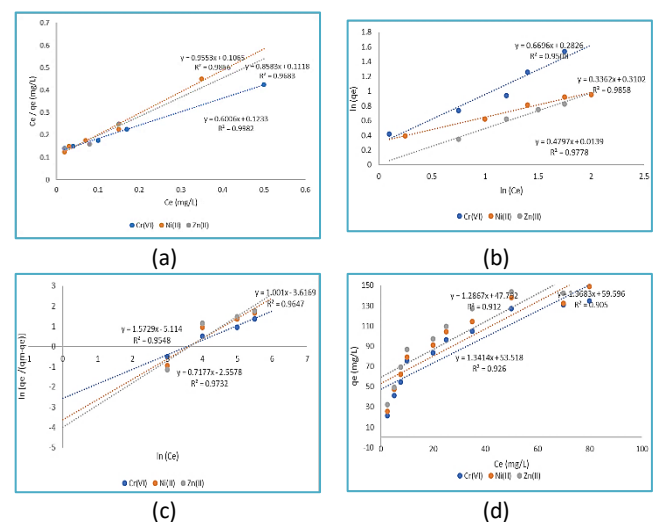 0.7
0.6
0.5
0.4
0.3
0.2
0.1
0
Ce / qe (mg/L)
y = 0.9553x + 0.1065
R² = 0.9866
y = 0.8583x + 0.1118
R² = 0.9683
y = 0.6006x + 0.1233
R² = 0.9982
0 0.1 0.2 0.3 0.4 0.5 0.6
Ce (mg/L)
Cr(VI) Ni(II) Zn(II)
(a)
1.8
1.6
1.4
1.2
1
0.8
0.6
0.4
0.2
0
ln (qe)
y = 0.6696x + 0.2826
R² =
y = 0.3362x + 0.3102
R² = 0.9858
y = 0.4797x + 0.0139
R² = 0.9778
0 0.5 1 1.5 2 2.5
ln (Ce)
Cr(VI) Ni(II) Zn(II)
(b)
3
2
1
0
-1
-2
-3
-4
-5
ln [qe /(qm-qe)]
y = 1.001x - 3.6169
R² = 0.9647
y = 1.5729x - 5.114
R² = 0.9548
y = 0.7177x - 2.5578
R² = 0.9732
0 1 2 3 4 5 6 7
ln (Ce)
Cr(VI) Ni(II) Zn(II)
(c)
150
130
110
90
70
50
30
10
-10
qe (mg/L)
y = 1.2867x +
R² = 0.912
+ 59.596
R² = 0.905
y = 1.3414x + 53.518
R² = 0.926
0 20 40 60 80 100
Ce (mg/L)
Cr(VI) Ni(II) Zn(II)
(d)